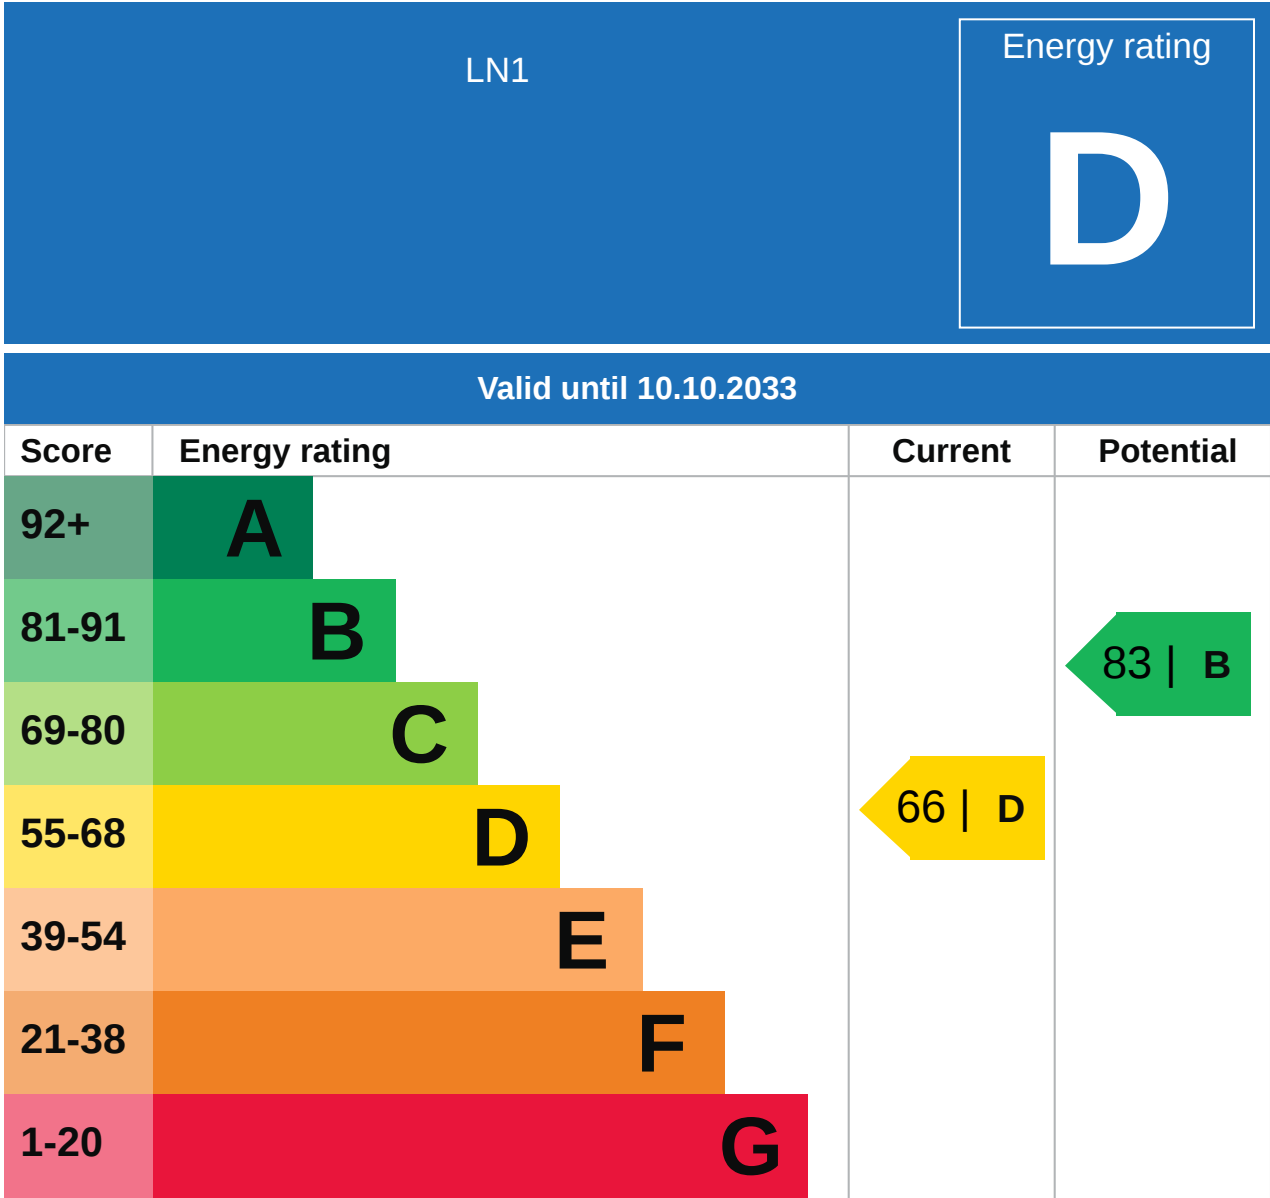 LN1
Energy rating
D
Valid until 10.10.2033
Score Energy rating Current Potential
92+ A
81-91 B
83 | B
69-80 C
55-68 D
66 | D
39-54 E
21-38 F
1-20 G